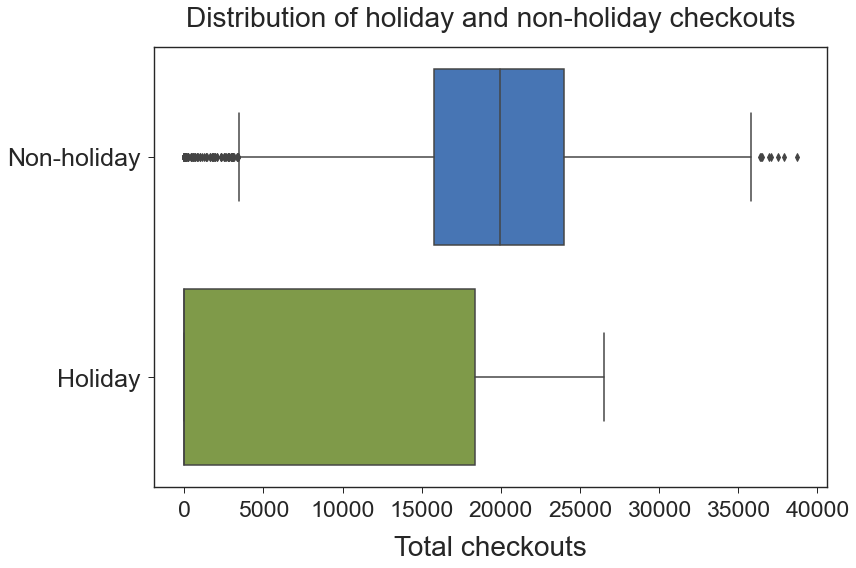 Distribution of holiday and non-holiday checkouts
Non-holiday
Holiday
0 5000 10000 15000 20000 25000 30000 35000 40000
Total checkouts